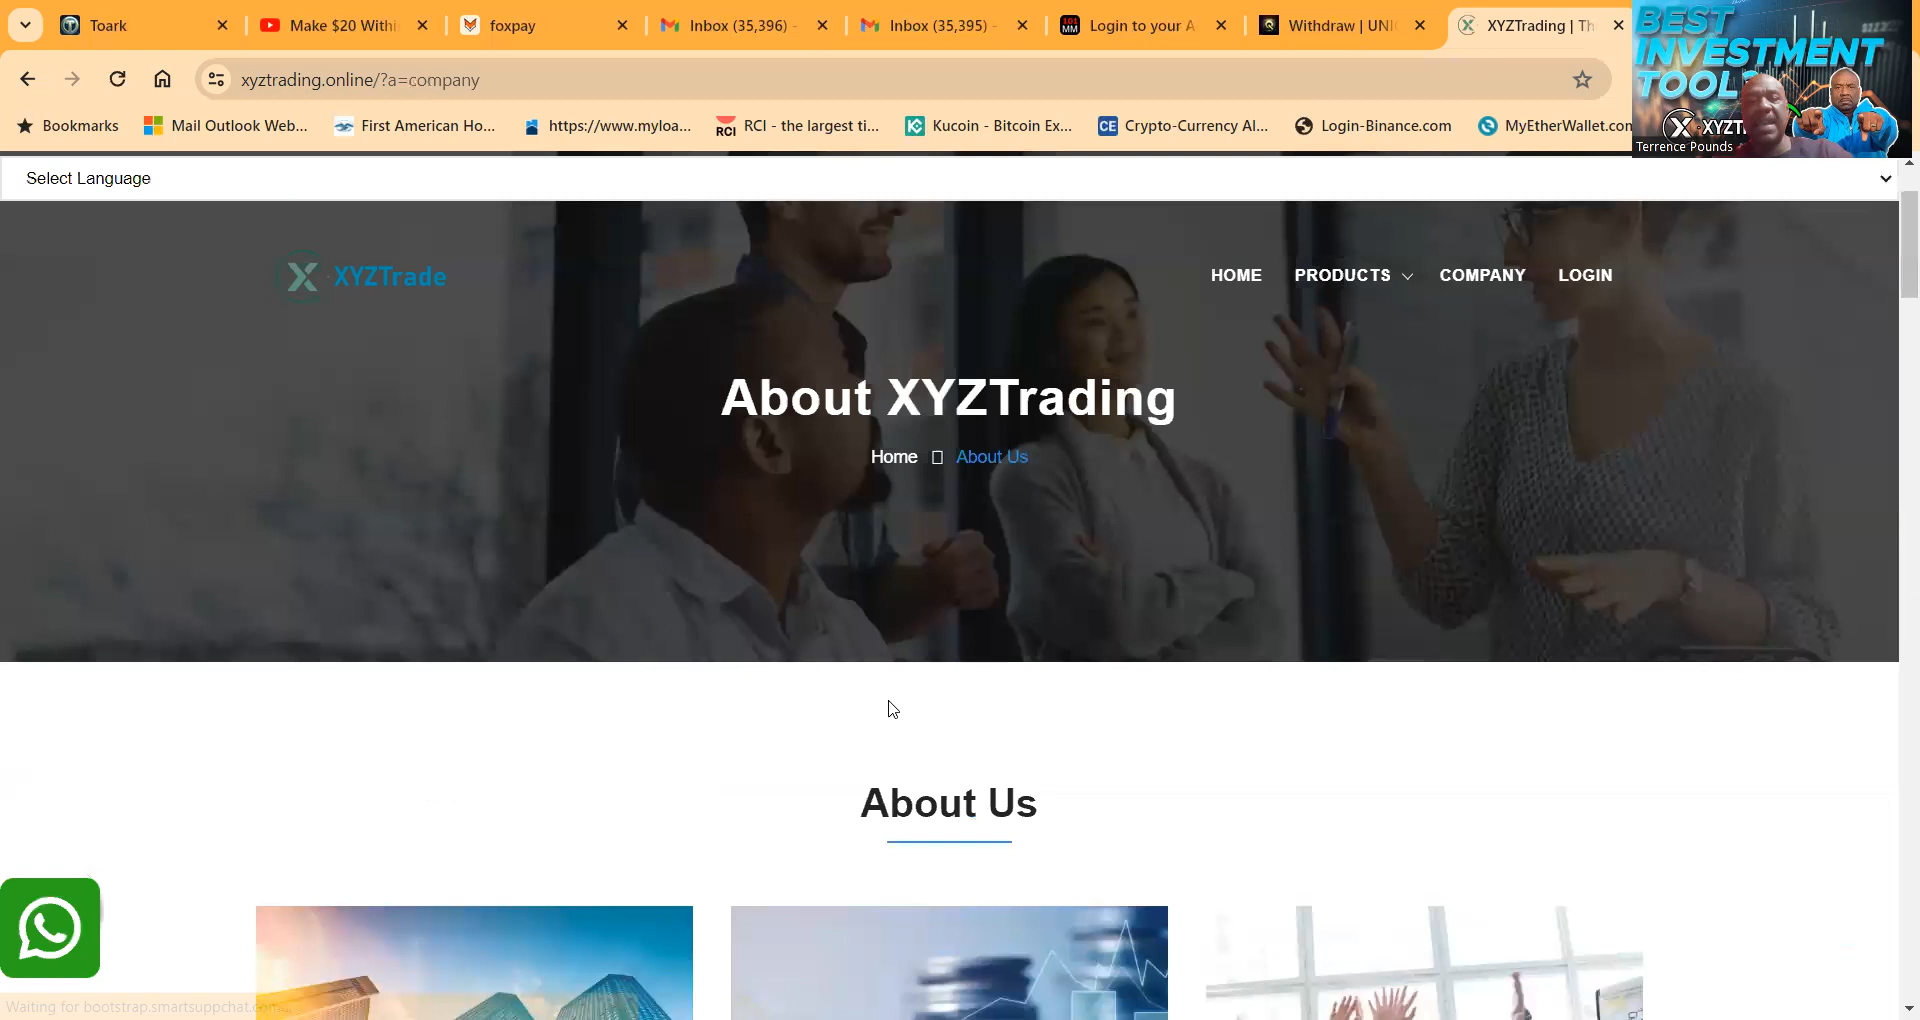 Toark
Make $20 Withi
foxpay
Inbox (35,396) -
Inbox (35,395) -
Login to your A
Withdraw | UNI
XYZTrading | Th
xyztrading.online/?a=company
Bookmarks
Mail Outlook Web...
First American Ho...
https://www.myloa...
RCI - the largest ti...
Kucoin - Bitcoin Ex...
Crypto-Currency Al...
Login-Binance.com
MyEtherWallet.com
BEST
INVESTMENT
TOOL
XYZT
Terrence Pounds
Select Language
XYZTrade
HOME
PRODUCTS
COMPANY
LOGIN
About XYZTrading
Home
About Us
About Us
Waiting for bootstrap.smartsuppchat.com...